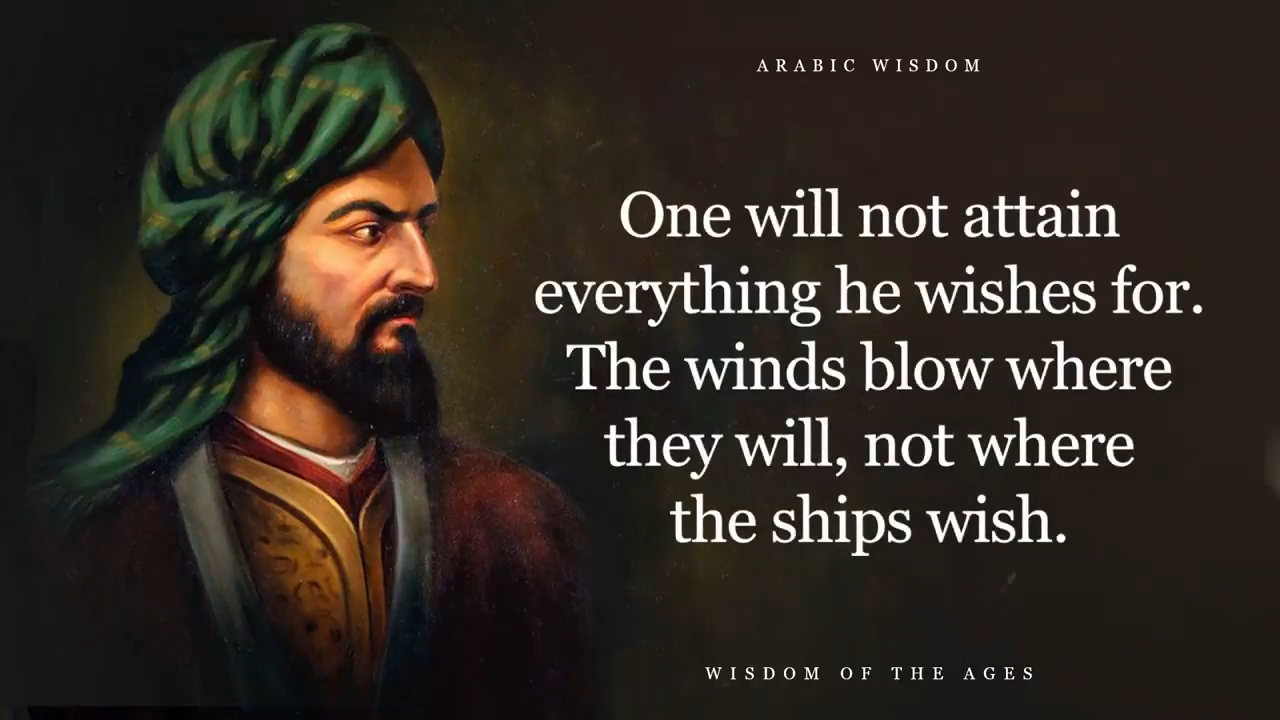 ARABIC WISDOM
One will not attain
everything he wishes for.
The winds blow where
they will, not where
the ships wish.
WISDOM OF THE AGES